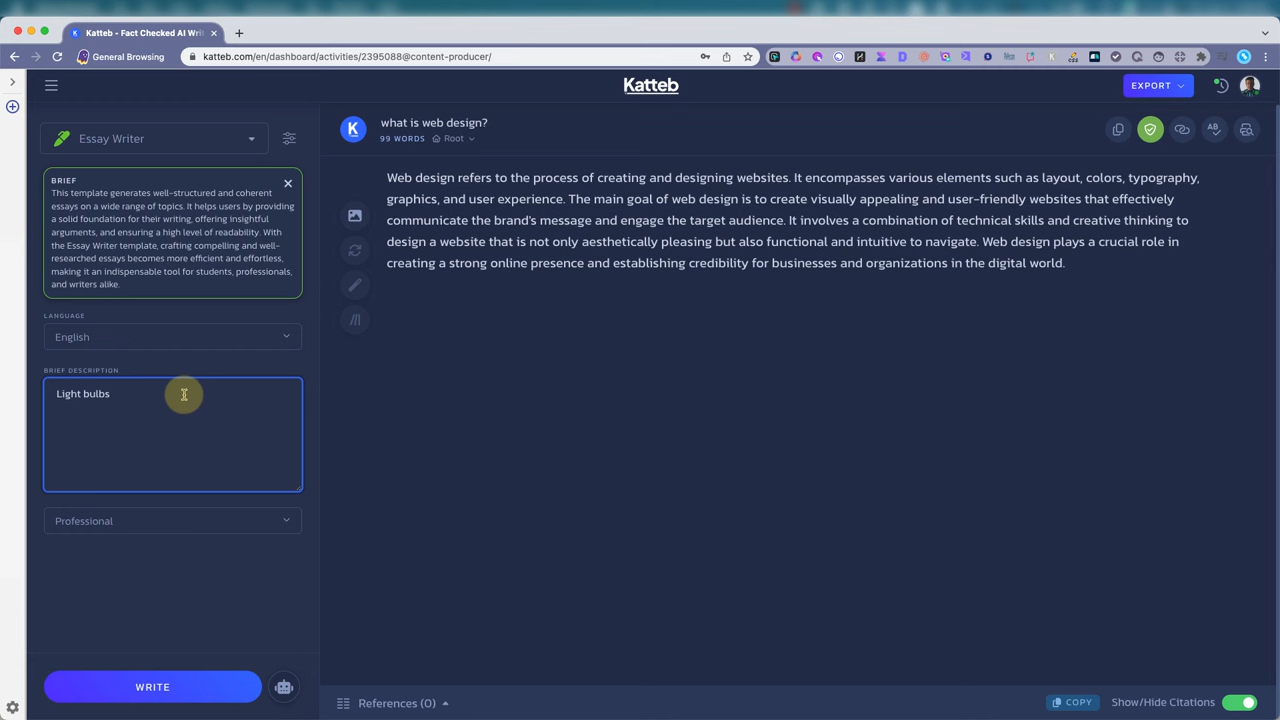 Katteb - Fact Checked AI Wri
General Browsing
katteb.com/en/dashboard/activities/2395088@content-producer/
Katteb
EXPORT
Essay Writer
BRIEF
This template generates well-structured and coherent
essays on a wide range of topics. It helps users by providing
a solid foundation for their writing, offering insightful
arguments, and ensuring a high level of readability. With
the Essay Writer template, crafting compelling and well-
researched essays becomes more efficient and effortless,
making it an indispensable tool for students, professionals,
and writers alike.
LANGUAGE
English
BRIEF DESCRIPTION
Light bulbs
Professional
WRITE
K
what is web design?
99 WORDS Root
Web design refers to the process of creating and designing websites. It encompasses various elements such as layout, colors, typography,
graphics, and user experience. The main goal of web design is to create visually appealing and user-friendly websites that effectively
communicate the brand's message and engage the target audience. It involves a combination of technical skills and creative thinking to
design a website that is not only aesthetically pleasing but also functional and intuitive to navigate. Web design plays a crucial role in
creating a strong online presence and establishing credibility for businesses and organizations in the digital world.
References (0)
COPY
Show/Hide Citations